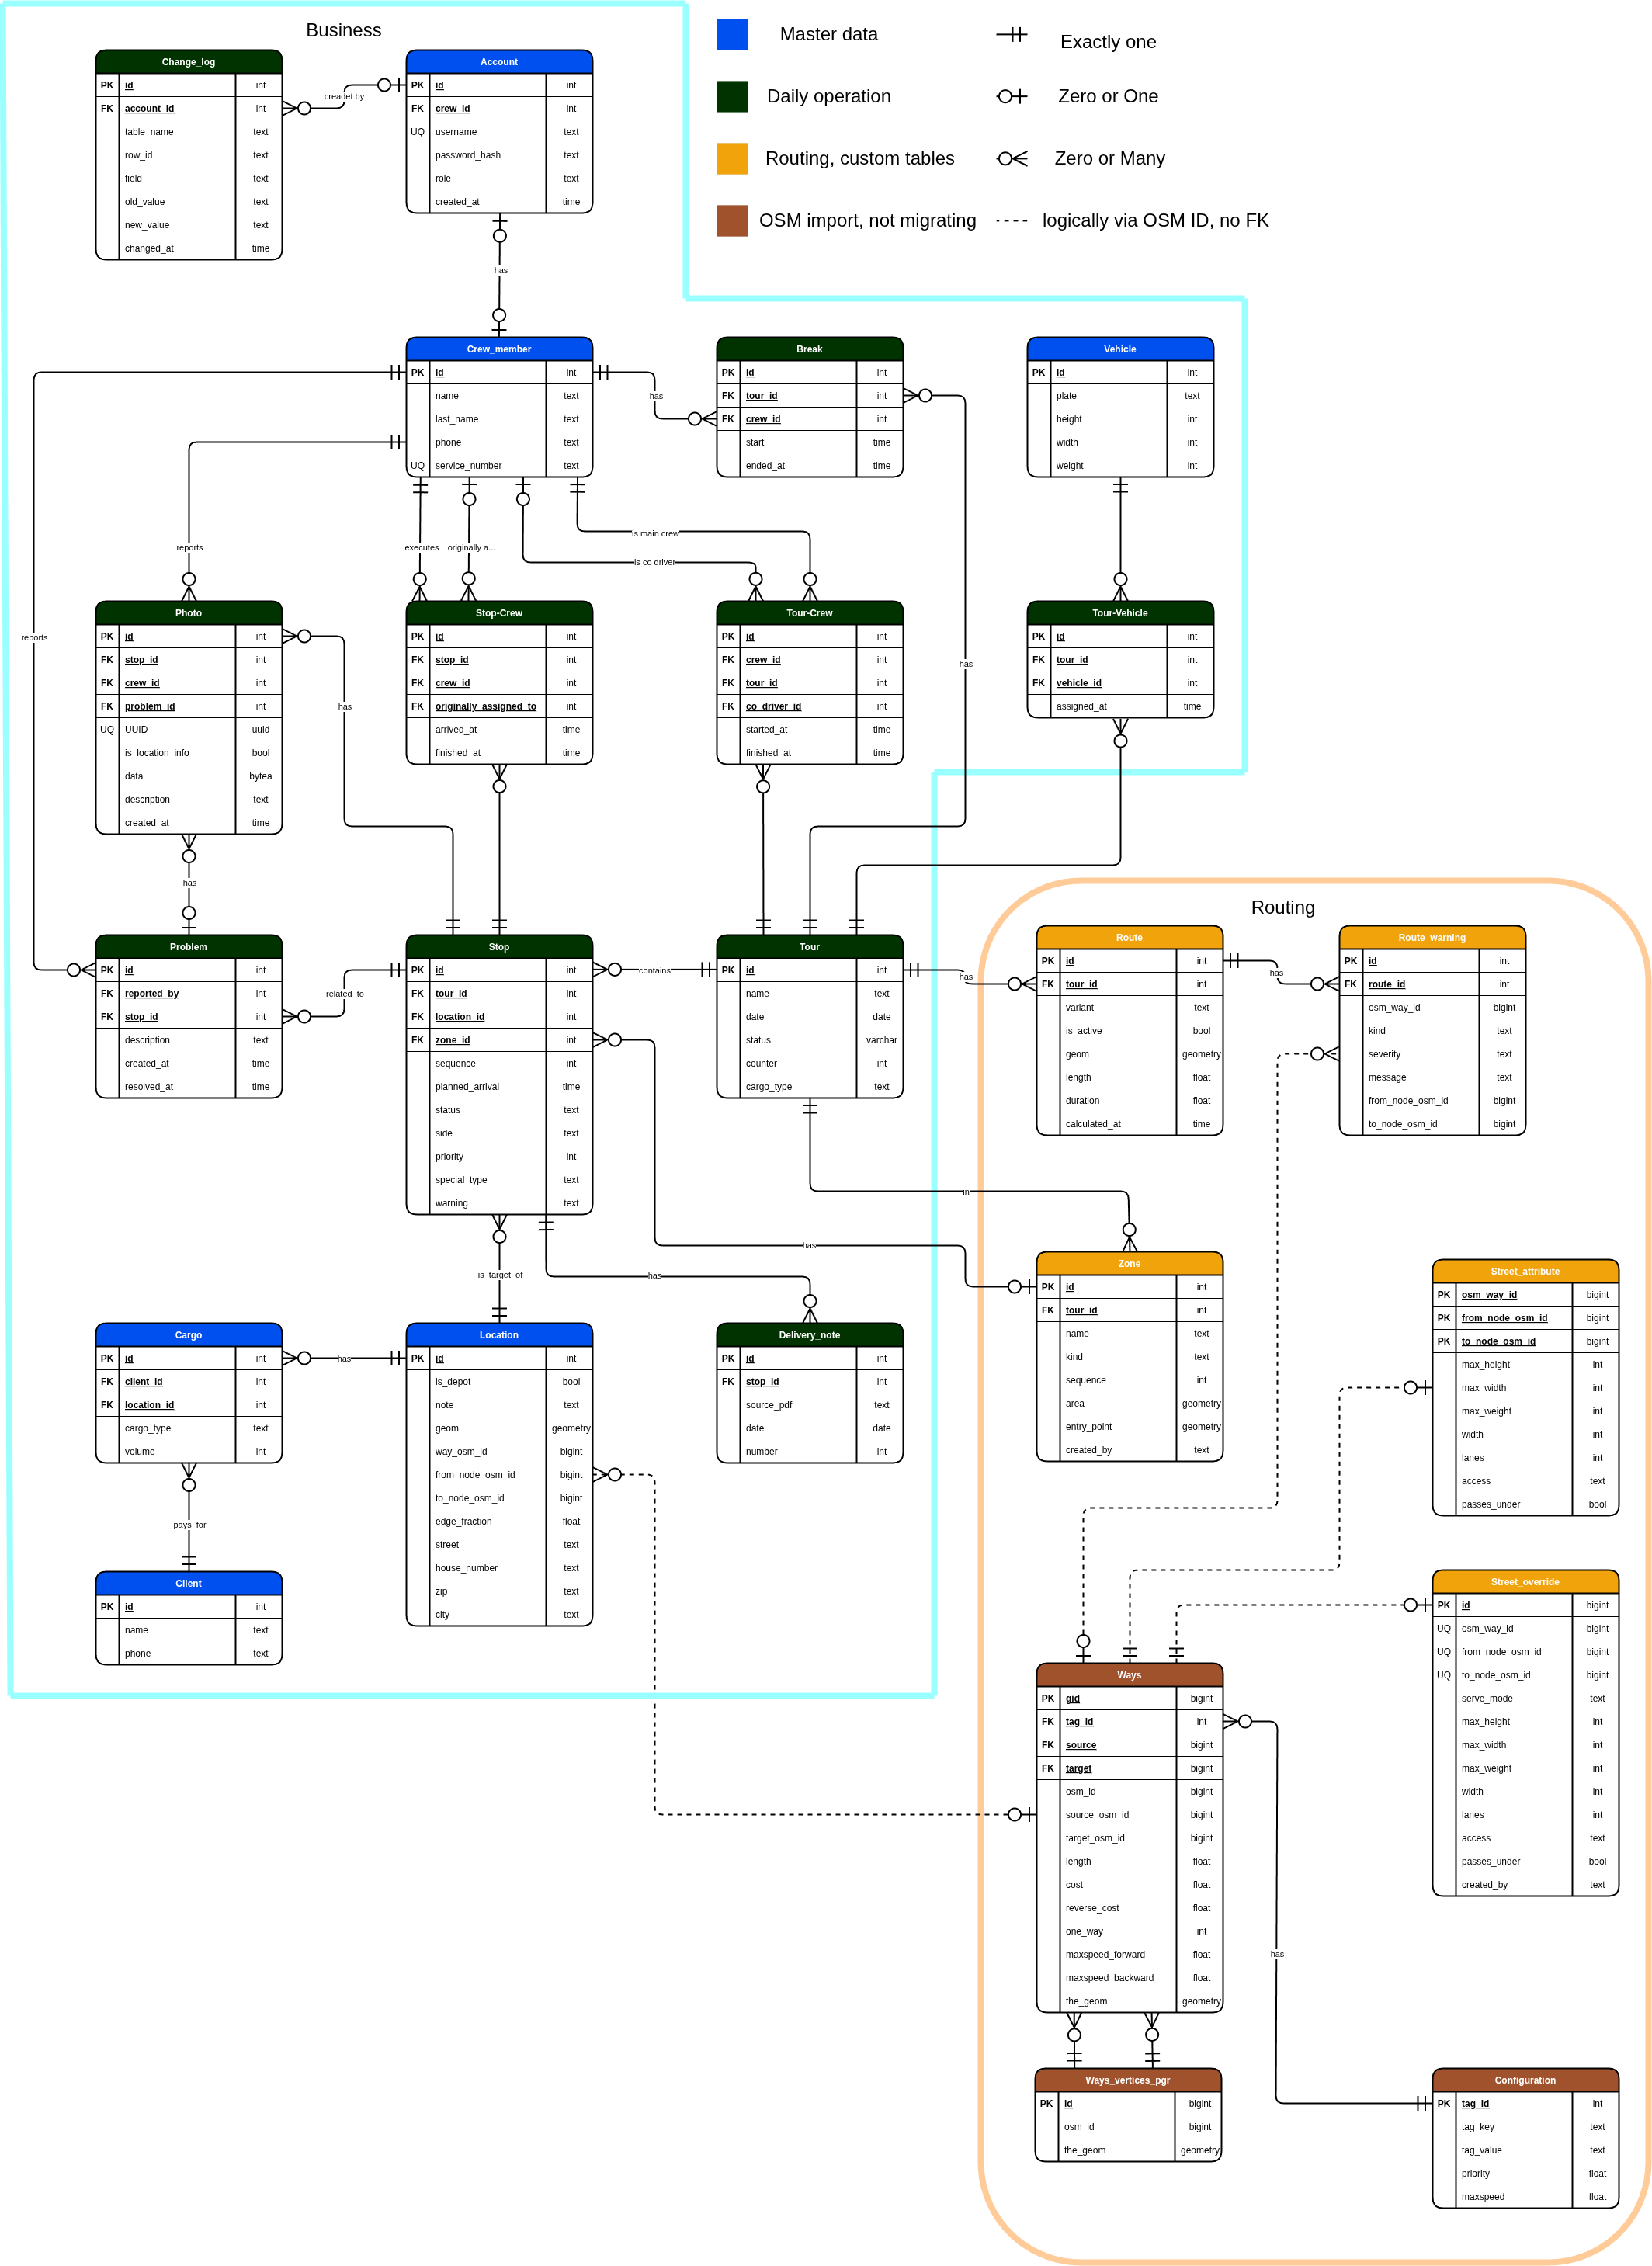 Business
Master data
Exactly one
Daily operation
Zero or One
Routing, custom tables
Zero or Many
OSM import, not migrating
logically via OSM ID, no FK
Change_log
PK id int
FK account_id int
table_name text
row_id text
field text
old_value text
new_value text
changed_at time
creadet by
Account
PK id int
FK crew_id int
UQ username text
password_hash text
role text
created_at time
has
Crew_member
PK id int
name text
last_name text
phone text
UQ service_number text
has
Break
PK id int
FK tour_id int
FK crew_id int
start time
ended_at time
Vehicle
PK id int
plate text
height int
width int
weight int
reports
executes
originally a...
is main crew
is co driver
reports
has
has
Photo
PK id int
FK stop_id int
FK crew_id int
FK problem_id int
UQ UUID uuid
is_location_info bool
data bytea
description text
created_at time
Stop-Crew
PK id int
FK stop_id int
FK crew_id int
FK originally_assigned_to int
arrived_at time
finished_at time
Tour-Crew
PK id int
FK crew_id int
FK tour_id int
FK co_driver_id int
started_at time
finished_at time
Tour-Vehicle
PK id int
FK tour_id int
FK vehicle_id int
assigned_at time
has
Problem
PK id int
FK reported_by int
FK stop_id int
description text
created_at time
resolved_at time
related_to
Stop
PK id int
FK tour_id int
FK location_id int
FK zone_id int
sequence int
planned_arrival time
status text
side text
priority int
special_type text
warning text
contains
Tour
PK id int
name text
date date
status varchar
counter int
cargo_type text
has
Routing
Route
PK id int
FK tour_id int
variant text
is_active bool
geom geometry
length float
duration float
calculated_at time
has
Route_warning
PK id int
FK route_id int
osm_way_id bigint
kind text
severity text
message text
from_node_osm_id bigint
to_node_osm_id bigint
in
has
is_target_of
has
Zone
PK id int
FK tour_id int
name text
kind text
sequence int
area geometry
entry_point geometry
created_by text
Street_attribute
PK osm_way_id bigint
PK from_node_osm_id bigint
PK to_node_osm_id bigint
max_height int
max_width int
max_weight int
width int
lanes int
access text
passes_under bool
Cargo
PK id int
FK client_id int
FK location_id int
cargo_type text
volume int
has
Location
PK id int
is_depot bool
note text
geom geometry
way_osm_id bigint
from_node_osm_id bigint
to_node_osm_id bigint
edge_fraction float
street text
house_number text
zip text
city text
Delivery_note
PK id int
FK stop_id int
source_pdf text
date date
number int
pays_for
Client
PK id int
name text
phone text
Street_override
PK id bigint
UQ osm_way_id bigint
UQ from_node_osm_id bigint
UQ to_node_osm_id bigint
serve_mode text
max_height int
max_width int
max_weight int
width int
lanes int
access text
passes_under bool
created_by text
Ways
PK gid bigint
FK tag_id int
FK source bigint
FK target bigint
osm_id bigint
source_osm_id bigint
target_osm_id bigint
length float
cost float
reverse_cost float
one_way int
maxspeed_forward float
maxspeed_backward float
the_geom geometry
has
Ways_vertices_pgr
PK id bigint
osm_id bigint
the_geom geometry
Configuration
PK tag_id int
tag_key text
tag_value text
priority float
maxspeed float